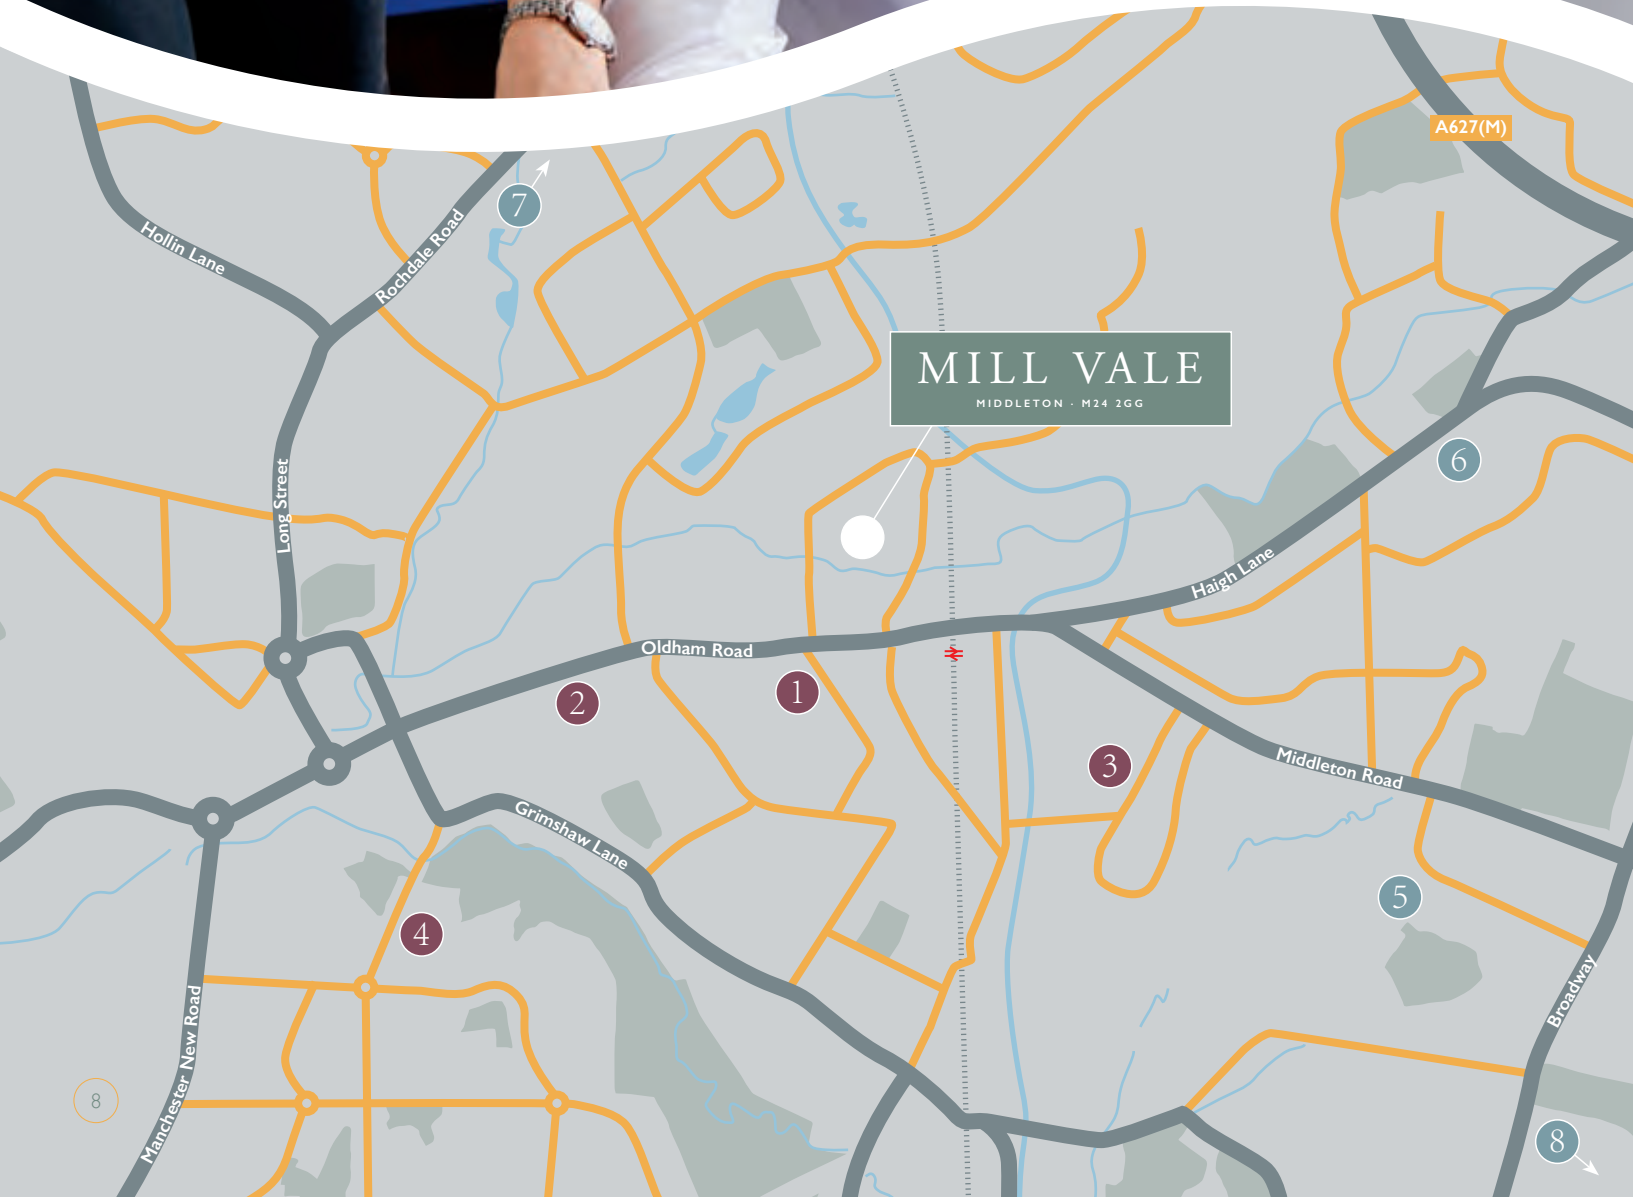 A627(M)
7
Hollin Lane
Rochdale Road
MILL VALE
MIDDLETON · M24 2GG
6
Long Street
Haigh Lane
Oldham Road
1
2
3
Middleton Road
Grimshaw Lane
5
4
Broadway
Manchester New Road
8
8